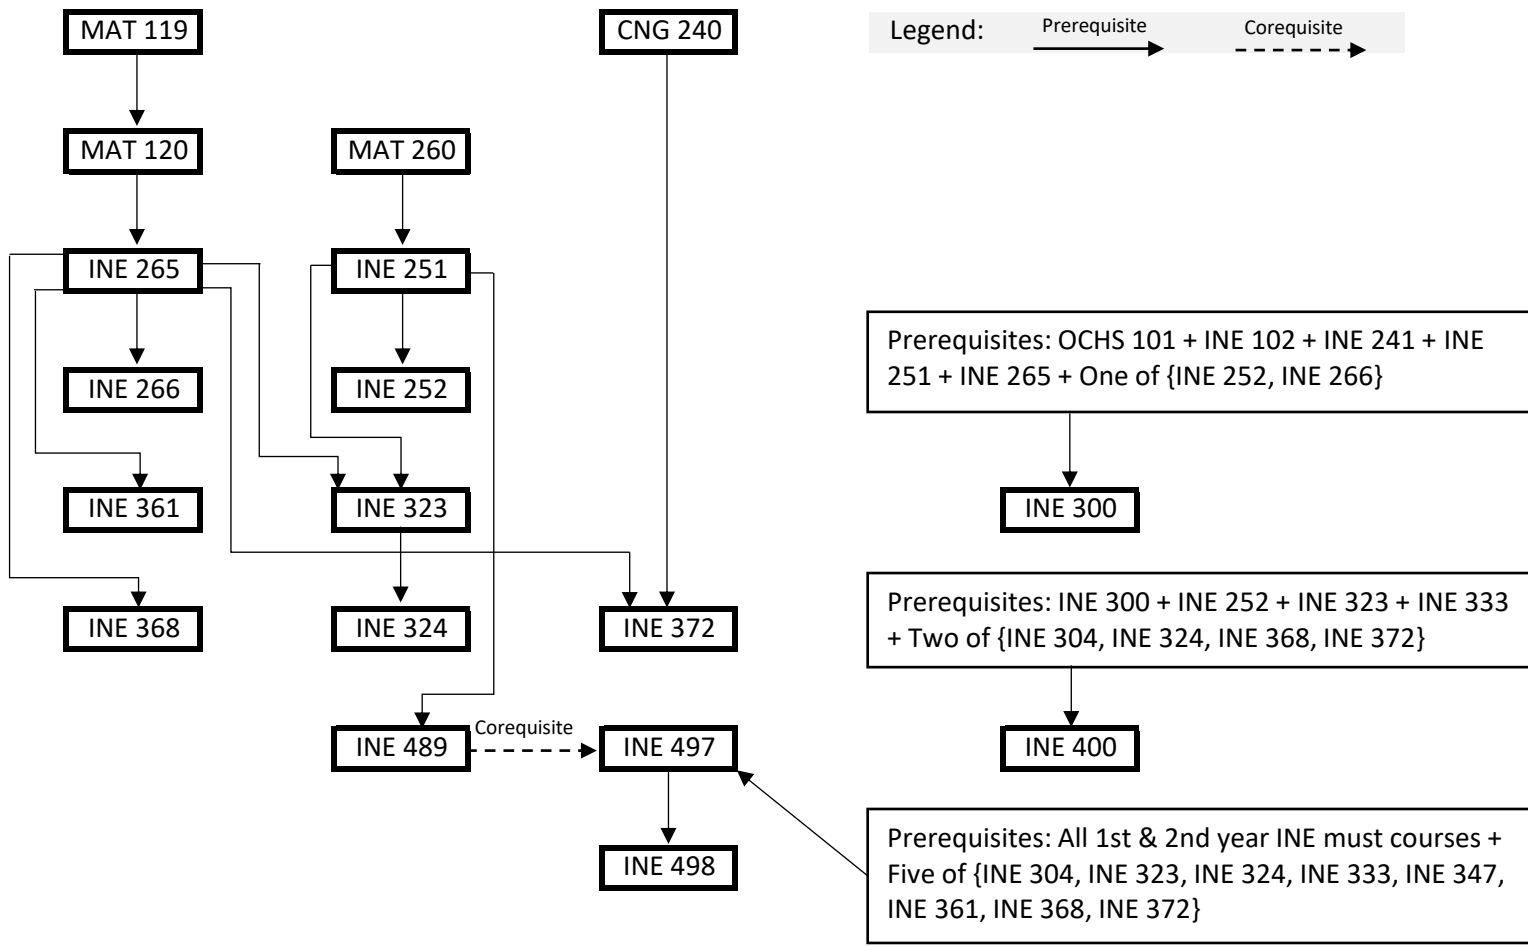 MAT 119
CNG 240
Legend:
Prerequisite
Corequisite
MAT 120
MAT 260
INE 265
INE 251
Prerequisites: OCHS 101 + INE 102 + INE 241 + INE
251 + INE 265 + One of {INE 252, INE 266}
INE 266
INE 252
INE 361
INE 323
INE 300
Prerequisites: INE 300 + INE 252 + INE 323 + INE 333
+ Two of {INE 304, INE 324, INE 368, INE 372}
INE 368
INE 324
INE 372
INE 489
Corequisite
INE 497
INE 400
Prerequisites: All 1st & 2nd year INE must courses +
Five of {INE 304, INE 323, INE 324, INE 333, INE 347,
INE 361, INE 368, INE 372}
INE 498